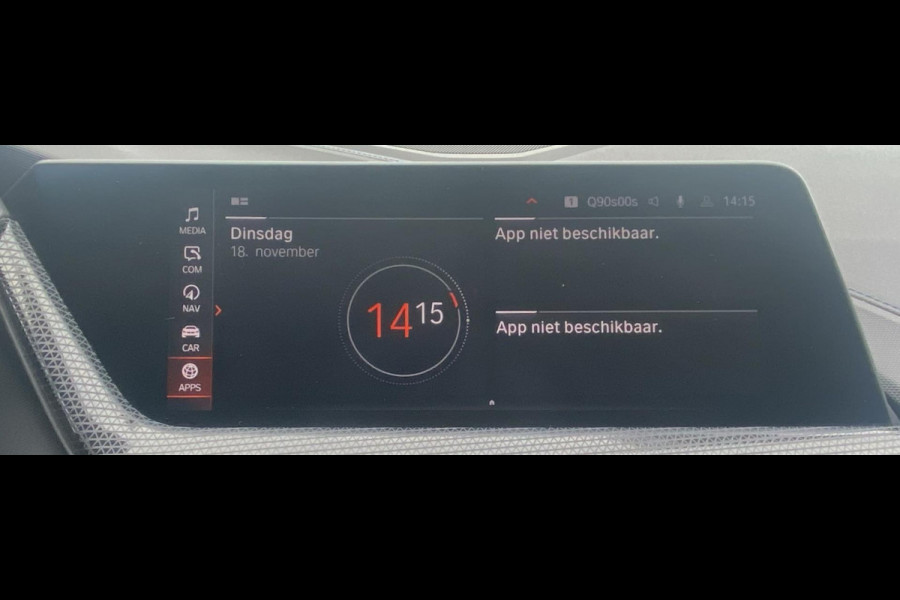 MEDIA
COM
NAV
CAR
APPS
1 Q90s00s 14:15
Dinsdag
18. november
14 15
App niet beschikbaar.
App niet beschikbaar.